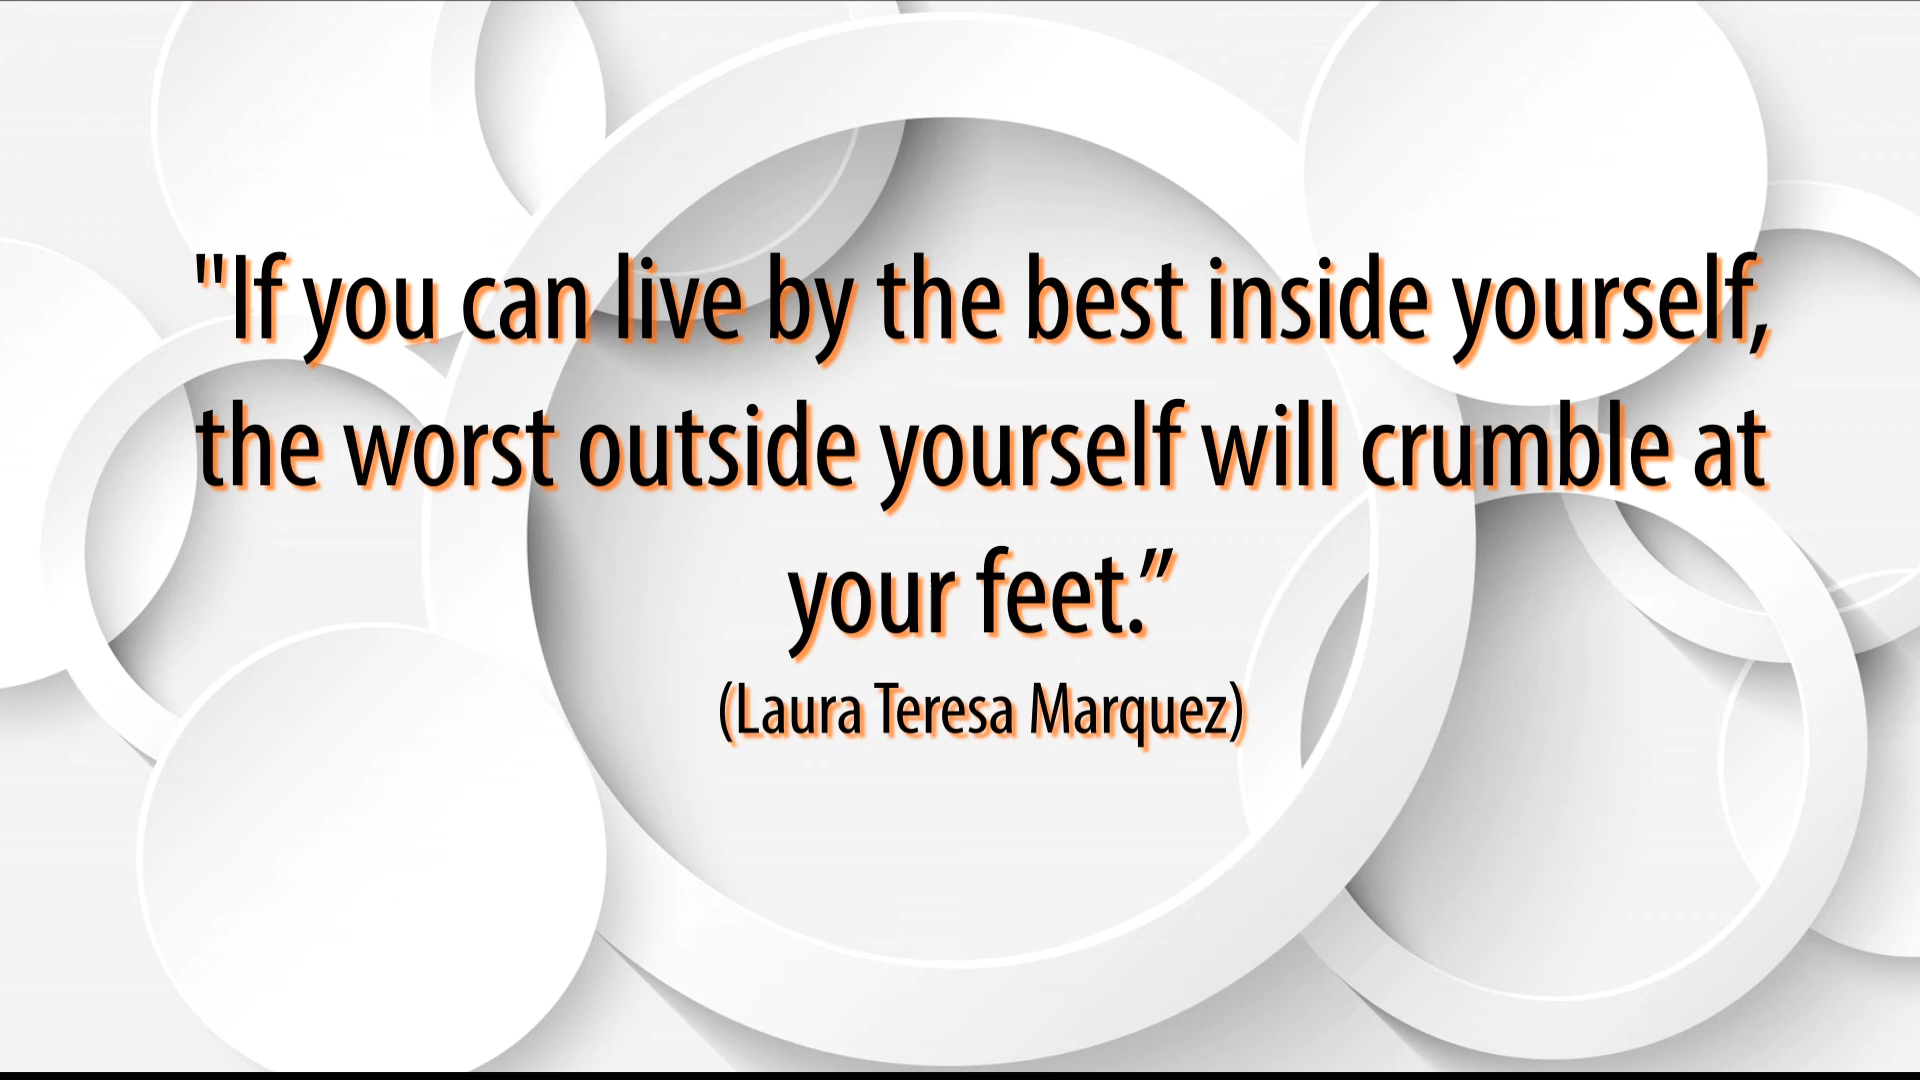 "If you can live by the best inside yourself,
the worst outside yourself will crumble at
your feet.”
(Laura Teresa Marquez)